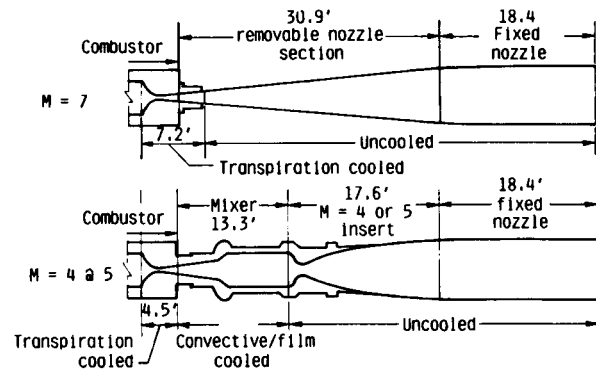 30.9'
removable nozzle
section
18.4
Fixed
nozzle
Combustor
M = 7
7.2'
Uncooled
Transpiration cooled
Mixer
13.3'
17.6'
M = 4 or 5
insert
18.4'
fixed
nozzle
Combustor
M = 4 a 5
4.5'
Transpiration
cooled
Convective/film
cooled
Uncooled